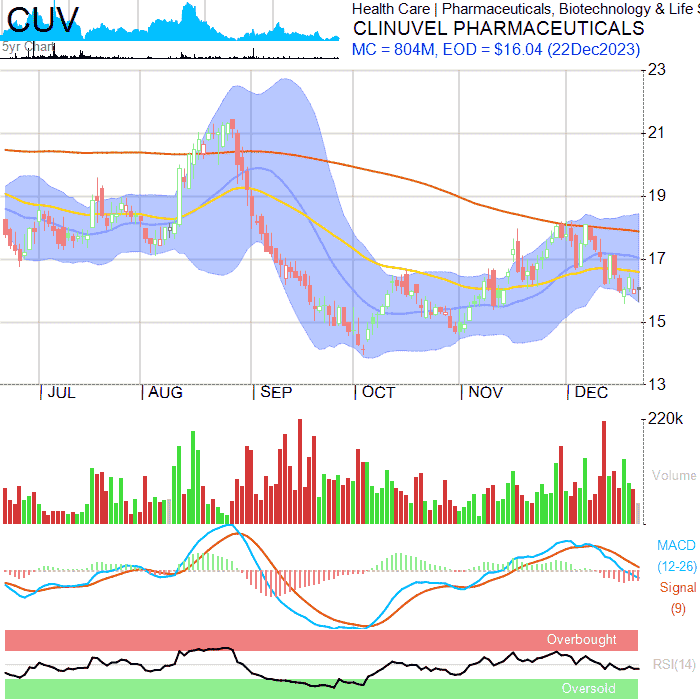 CUV
Health Care | Pharmaceuticals, Biotechnology & Life S
CLINUVEL PHARMACEUTICALS
5yr Chart
MC = 804M, EOD = $16.04 (22Dec2023)
23
21
19
17
15
13
JUL AUG SEP OCT NOV DEC
220k
Volume
MACD
(12-26)
Signal
(9)
Overbought
RSI(14)
Oversold